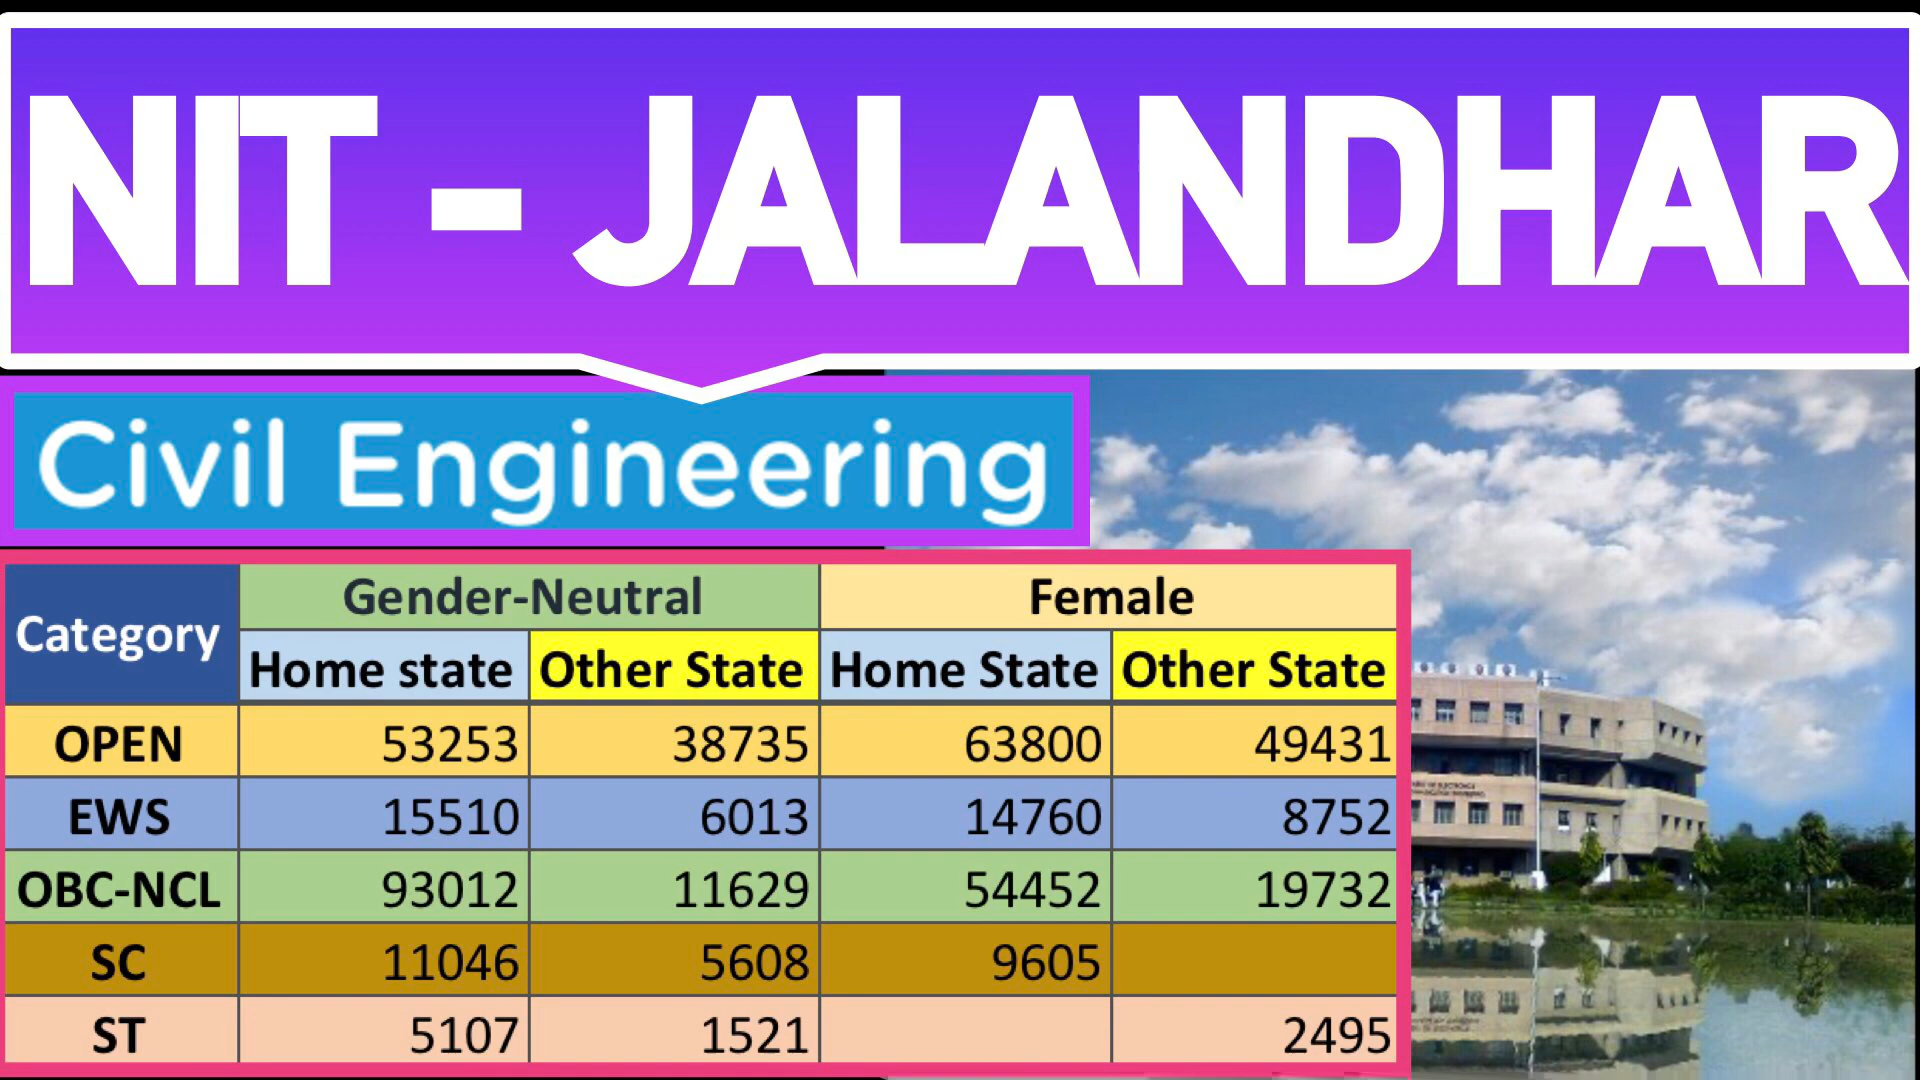 NIT - JALANDHAR
Civil Engineering
Category Gender-Neutral Female
Home state Other State Home State Other State
OPEN 53253 38735 63800 49431
EWS 15510 6013 14760 8752
OBC-NCL 93012 11629 54452 19732
SC 11046 5608 9605
ST 5107 1521 2495